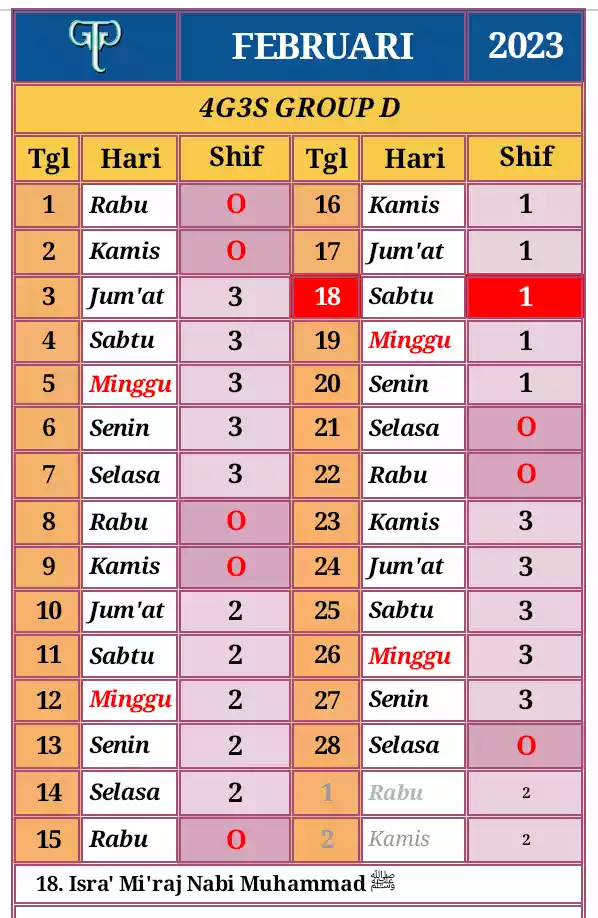 FEBRUARI 2023
4G3S GROUP D
Tgl Hari Shif Tgl Hari Shif
1 Rabu O 16 Kamis 1
2 Kamis O 17 Jum'at 1
3 Jum'at 3 18 Sabtu 1
4 Sabtu 3 19 Minggu 1
5 Minggu 3 20 Senin 1
6 Senin 3 21 Selasa O
7 Selasa 3 22 Rabu O
8 Rabu O 23 Kamis 3
9 Kamis O 24 Jum'at 3
10 Jum'at 2 25 Sabtu 3
11 Sabtu 2 26 Minggu 3
12 Minggu 2 27 Senin 3
13 Senin 2 28 Selasa O
14 Selasa 2 1 Rabu 2
15 Rabu O 2 Kamis 2
18. Isra' Mi'raj Nabi Muhammad ﷺ